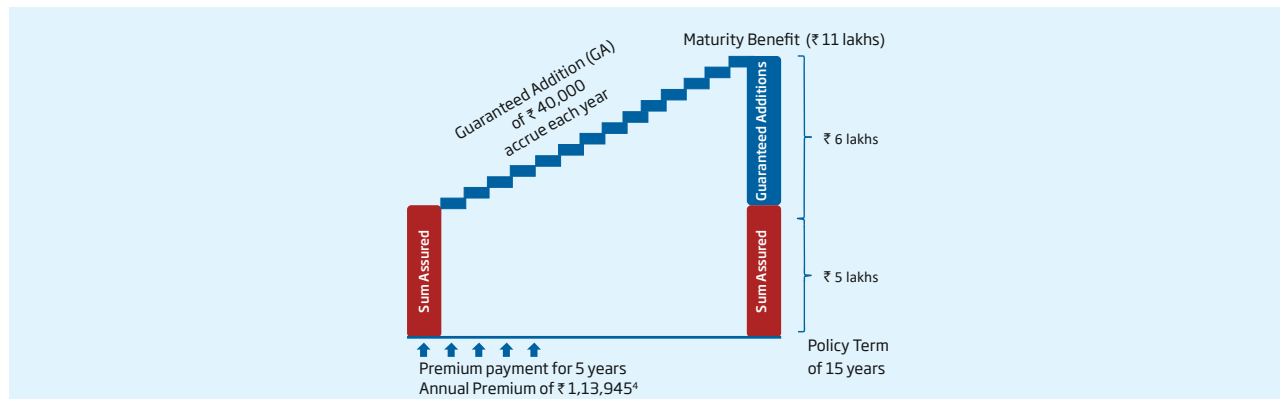 Maturity Benefit (₹ 11 lakhs)
Guaranteed Addition (GA)
of ₹ 40,000
accrue each year
Guaranteed Additions
₹ 6 lakhs
Sum Assured
Sum Assured
₹ 5 lakhs
Policy Term
of 15 years
Premium payment for 5 years
Annual Premium of ₹ 1,13,945⁴